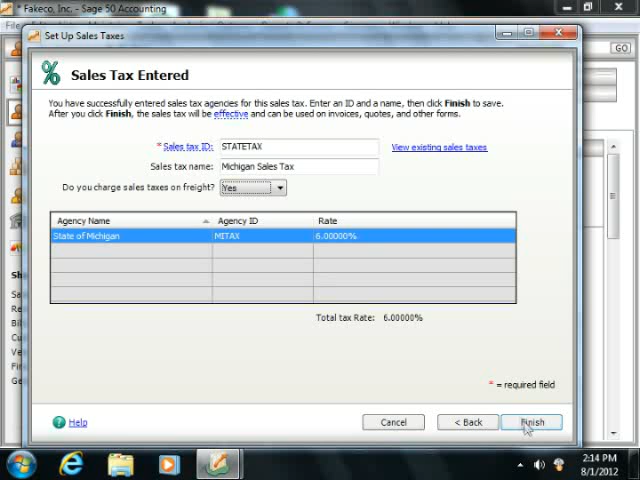 * Fakeco, Inc. - Sage 50 Accounting
Set Up Sales Taxes
GO
Sales Tax Entered
You have successfully entered sales tax agencies for this sales tax. Enter an ID and a name, then click Finish to save.
After you click Finish, the sales tax will be effective and can be used on invoices, quotes, and other forms.
* Sales tax ID: STATETAX View existing sales taxes
Sales tax name: Michigan Sales Tax
Do you charge sales taxes on freight? Yes
Agency Name Agency ID Rate
State of Michigan MITAX 6.00000%
Total tax Rate: 6.00000%
* = required field
Help Cancel < Back Finish
2:14 PM
8/1/2012